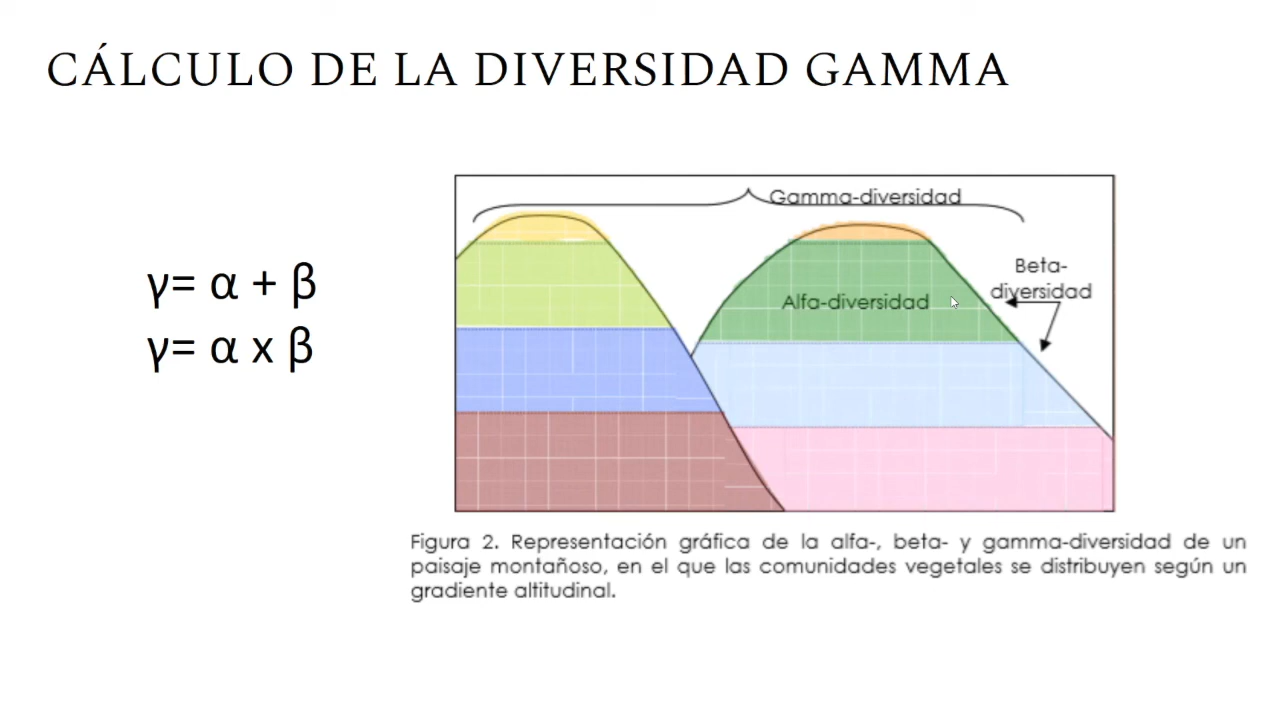 CÁLCULO DE LA DIVERSIDAD GAMMA
γ= α + β
γ= α x β
Gamma-diversidad
Beta-
diversidad
Alfa-diversidad
Figura 2. Representación gráfica de la alfa-, beta- y gamma-diversidad de un
paisaje montañoso, en el que las comunidades vegetales se distribuyen según un
gradiente altitudinal.